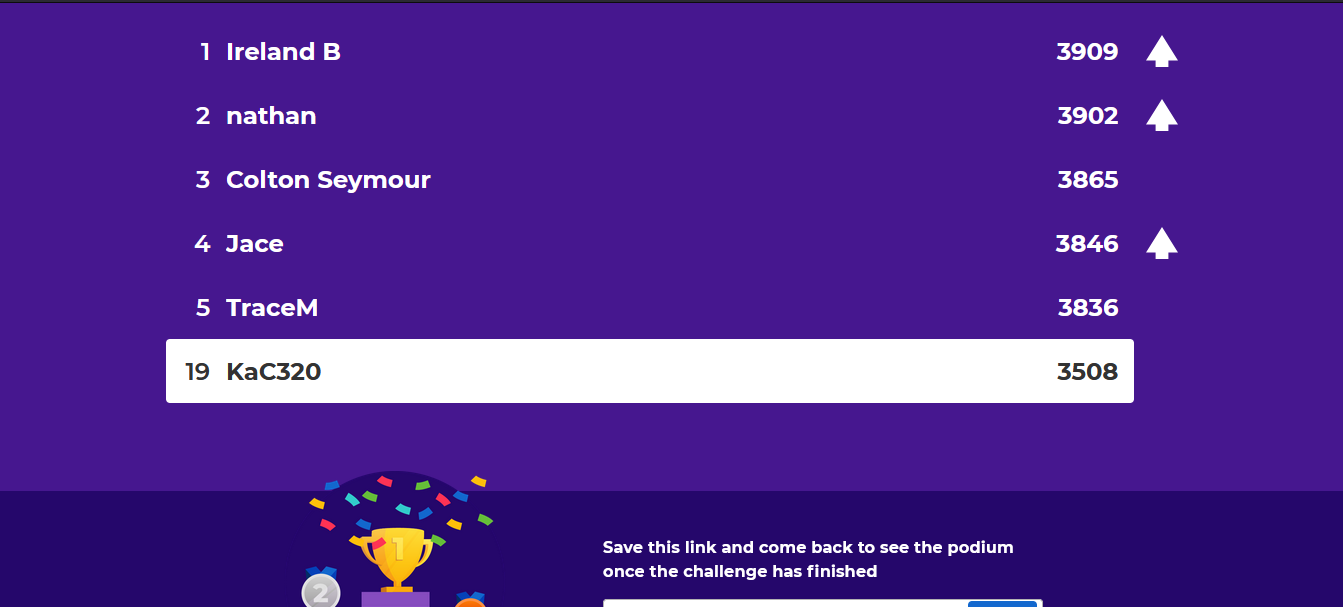 1 Ireland B 3909
2 nathan 3902
3 Colton Seymour 3865
4 Jace 3846
5 TraceM 3836
19 KaC320 3508
1
2
Save this link and come back to see the podium
once the challenge has finished